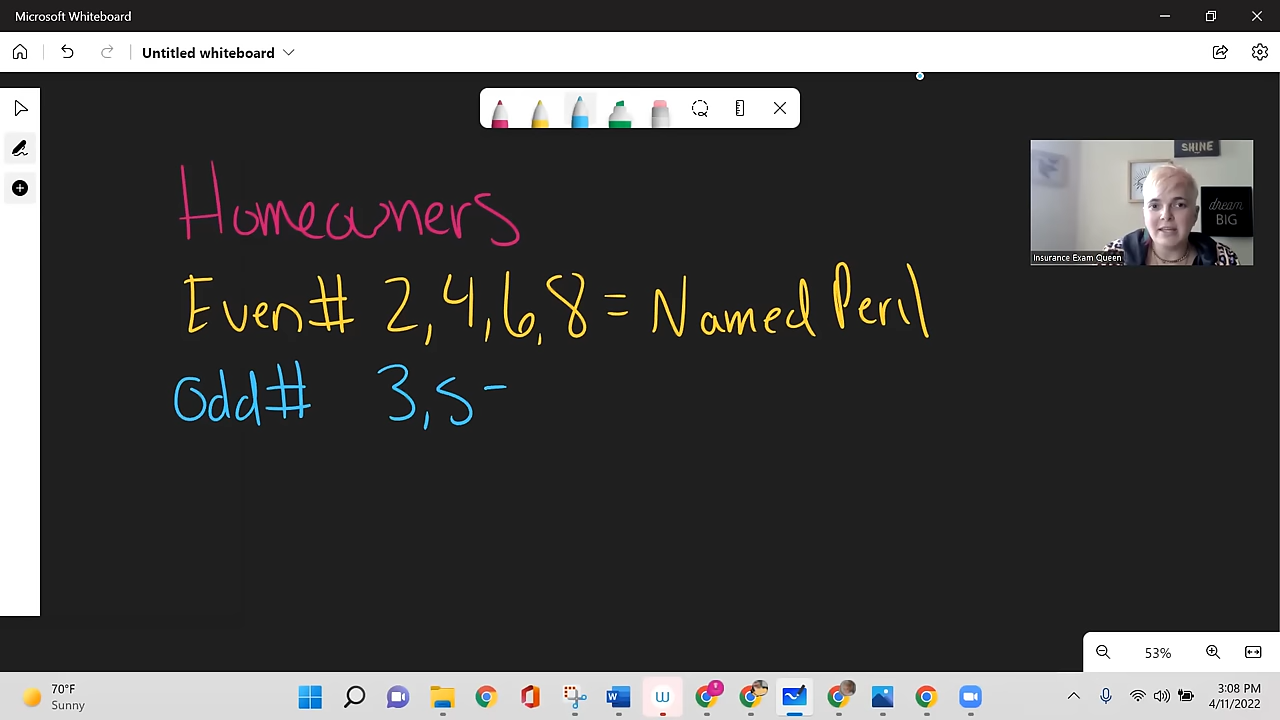 Microsoft Whiteboard
Untitled whiteboard
SHINE
dream
BIG
Insurance Exam Queen
Homeowners
Even# 2,4,6,8 = Named Peril
Odd# 3,5-
53%
70°F
Sunny
3:08 PM
4/11/2022